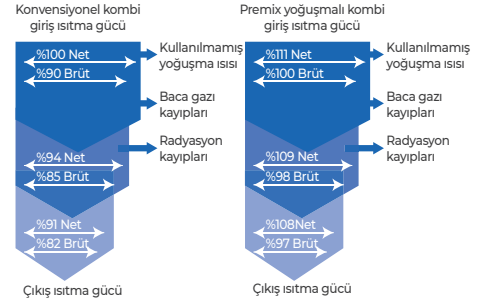 Konvensiyonel kombi
giriş ısıtma gücü
%100 Net
%90 Brüt
Kullanılmamış
yoğuşma ısısı
Baca gazı
kayıpları
Radyasyon
kayıpları
%94 Net
%85 Brüt
%91 Net
%82 Brüt
Çıkış ısıtma gücü
Premix yoğuşmalı kombi
giriş ısıtma gücü
%111 Net
%100 Brüt
Kullanılmamış
yoğuşma ısısı
Baca gazı
kayıpları
Radyasyon
kayıpları
%109 Net
%98 Brüt
%108Net
%97 Brüt
Çıkış ısıtma gücü